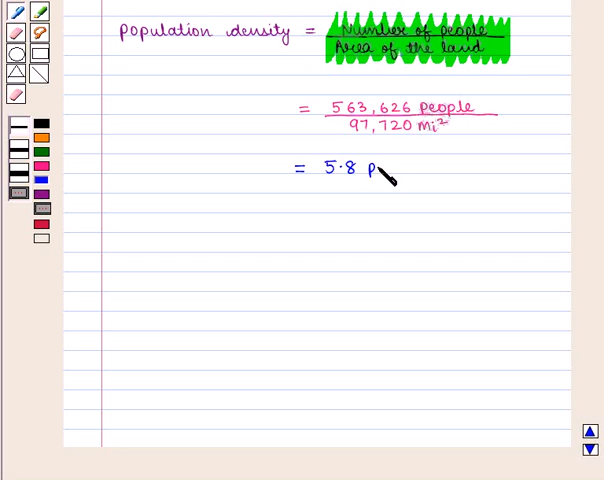 Population density = Number of people / Area of the land
= 563,626 people / 97,720 mi²
= 5.8 p